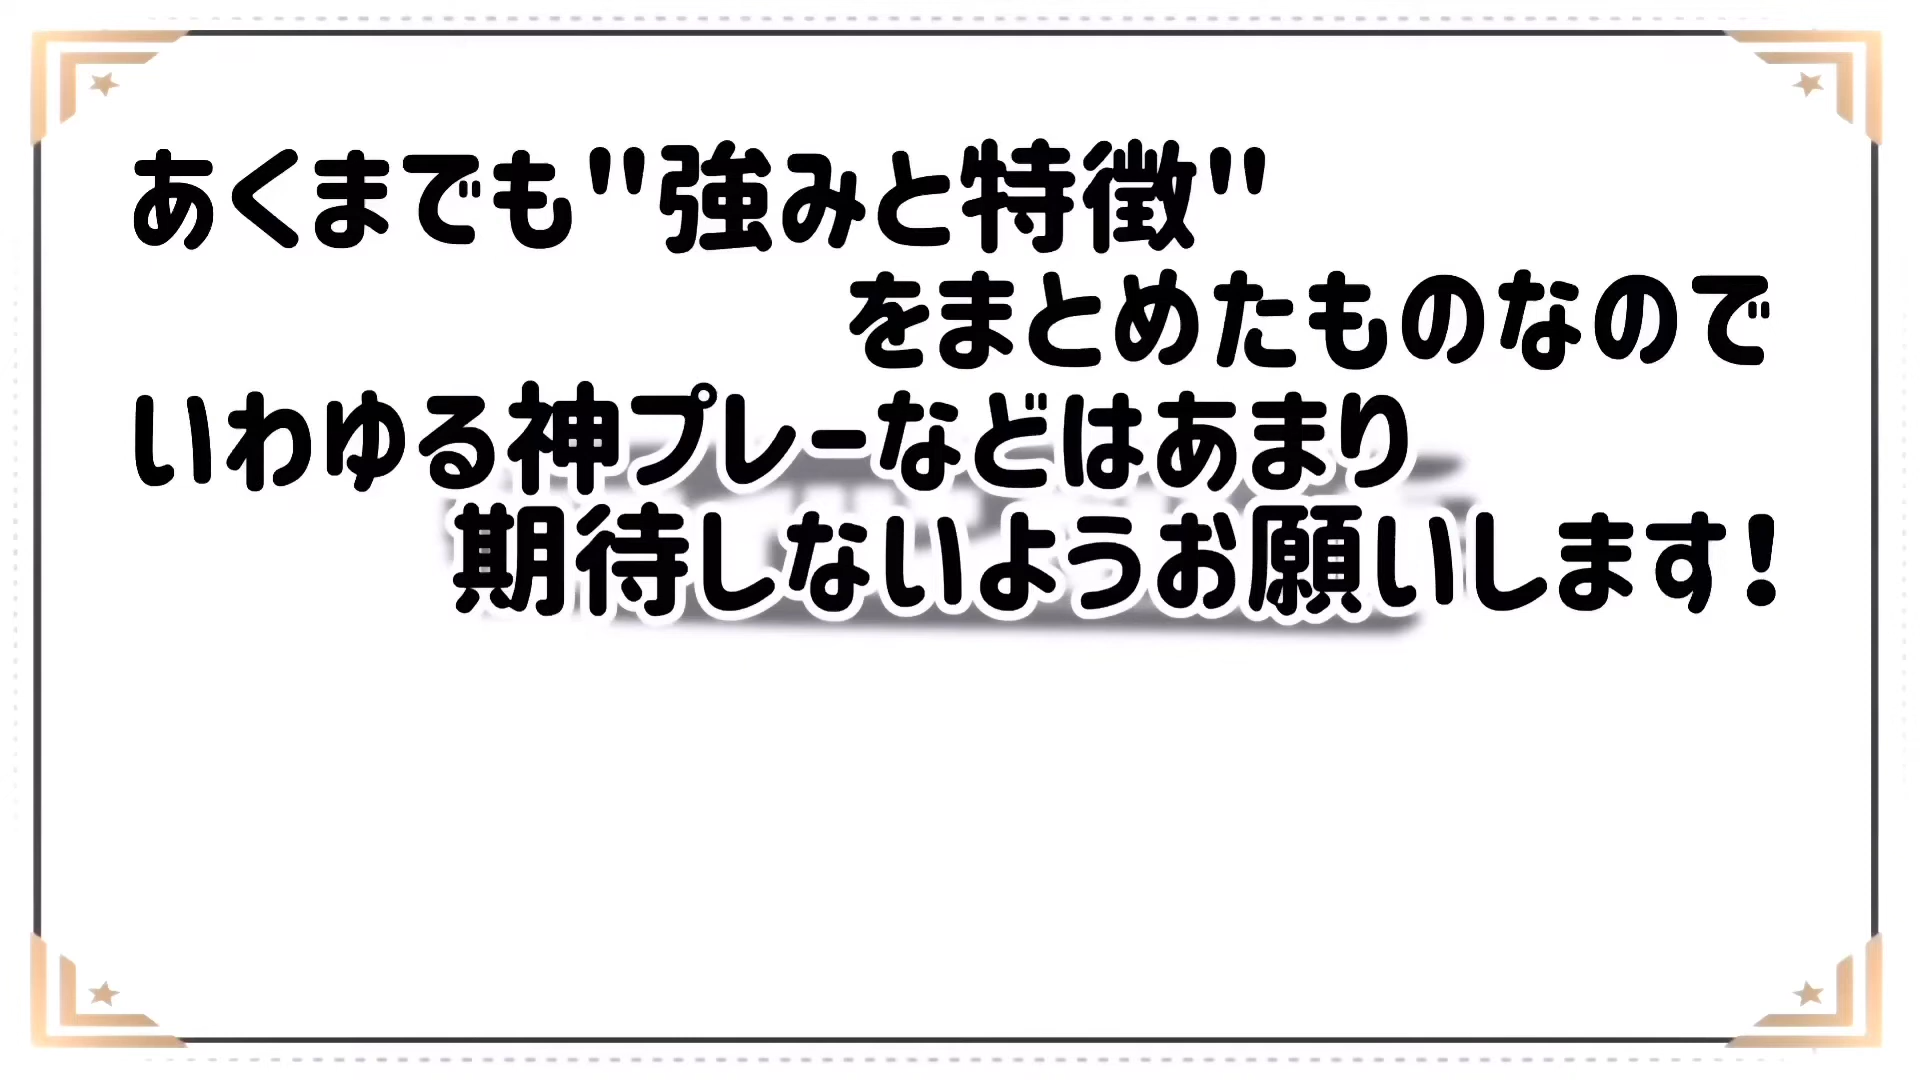 あくまでも"強みと特徴"
をまとめたものなので
いわゆる神プレーなどはあまり
期待しないようお願いします!